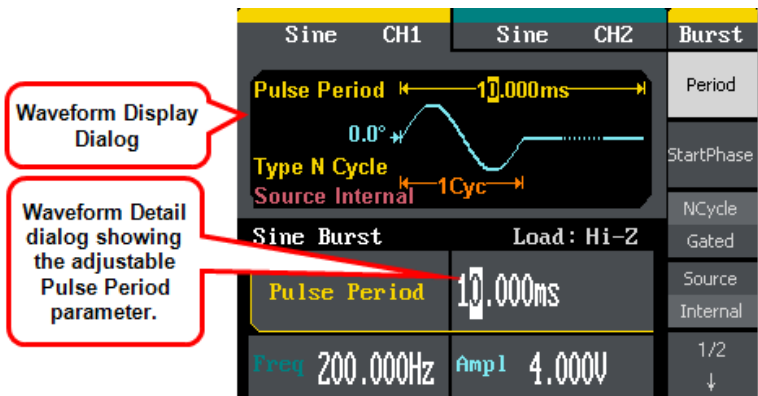 Sine CH1 Sine CH2 Burst
Waveform Display
Dialog
Pulse Period 10.000ms
0.0°
Type N Cycle
1Cyc
Source Internal
Period
StartPhase
NCycle
Gated
Waveform Detail
dialog showing
the adjustable
Pulse Period
parameter.
Sine Burst Load: Hi-Z
Pulse Period 10.000ms
Source
Internal
Freq 200.000Hz Ampl 4.000V
1/2
↓